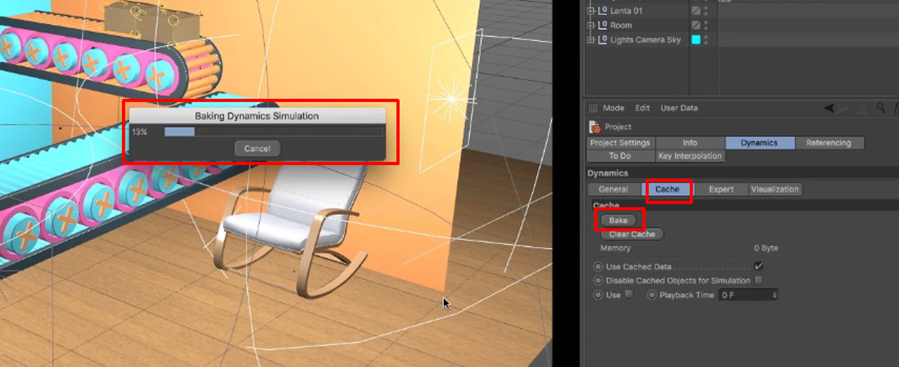 Lenta 01
Room
Lights Camera Sky
Baking Dynamics Simulation
13%
Cancel
Mode Edit User Data
Project
Project Settings Info Dynamics Referencing
To Do Key Interpolation
Dynamics
General Cache Expert Visualization
Cache
Bake
Clear Cache
Memory 0 Byte
Use Cached Data
Disable Cached Objects for Simulation
Use Playback Time 0 F